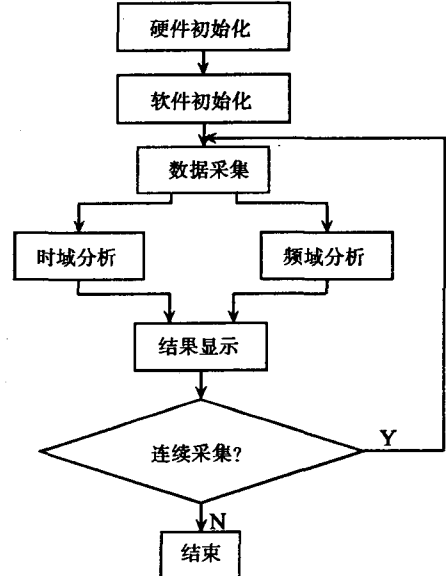 硬件初始化
软件初始化
数据采集
时域分析
频域分析
结果显示
连续采集?
Y
N
结束